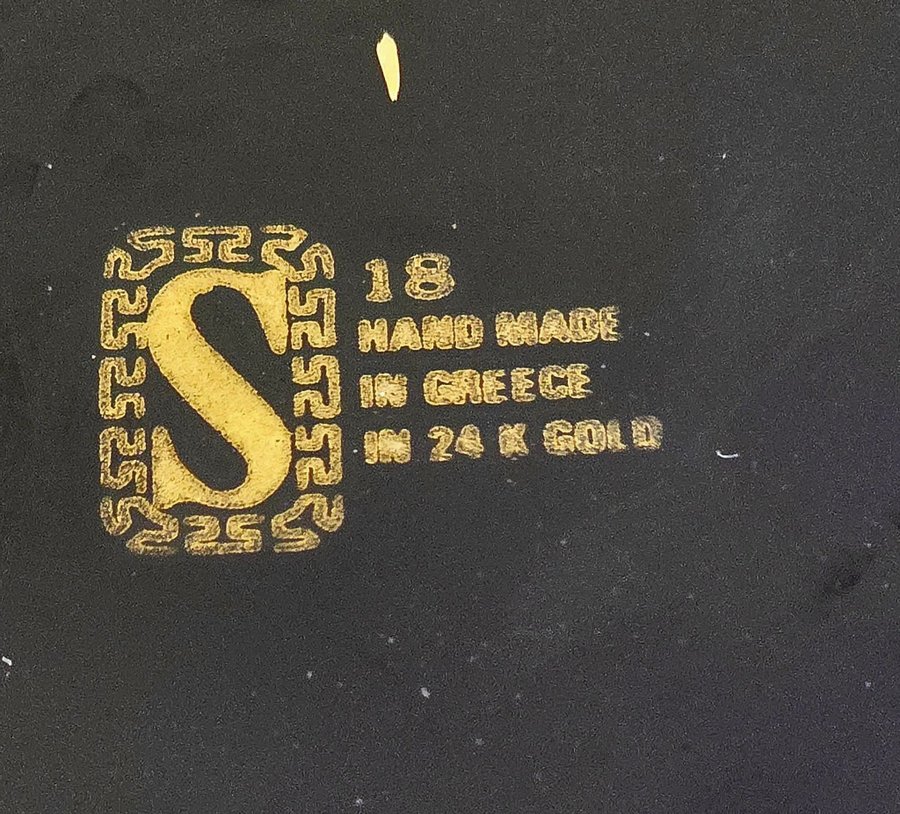 S
18
HAND MADE
IN GREECE
IN 24 K GOLD